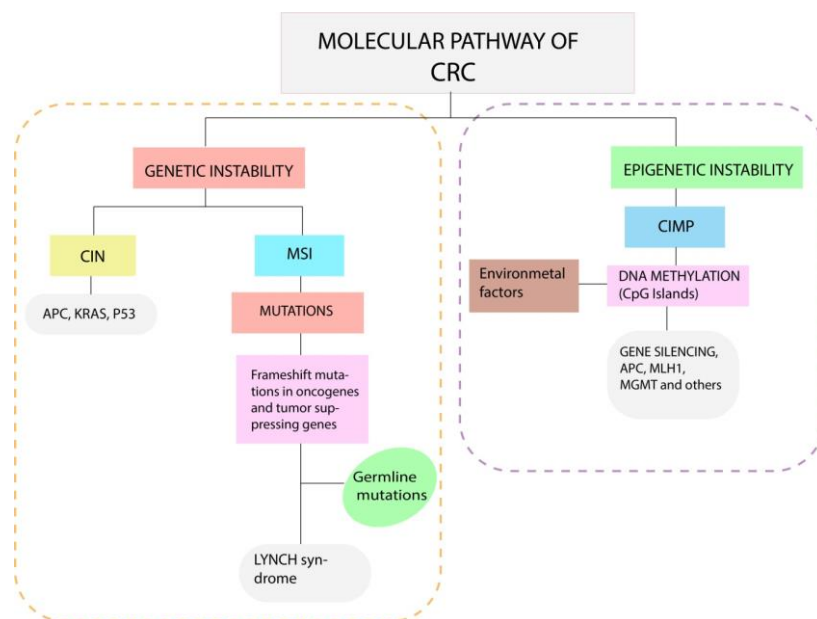 MOLECULAR PATHWAY OF
CRC
GENETIC INSTABILITY
CIN
APC, KRAS, P53
MSI
MUTATIONS
Frameshift muta-
tions in oncogenes
and tumor sup-
pressing genes
Germline
mutations
LYNCH syn-
drome
EPIGENETIC INSTABILITY
CIMP
Environmetal
factors
DNA METHYLATION
(CpG Islands)
GENE SILENCING,
APC, MLH1,
MGMT and others